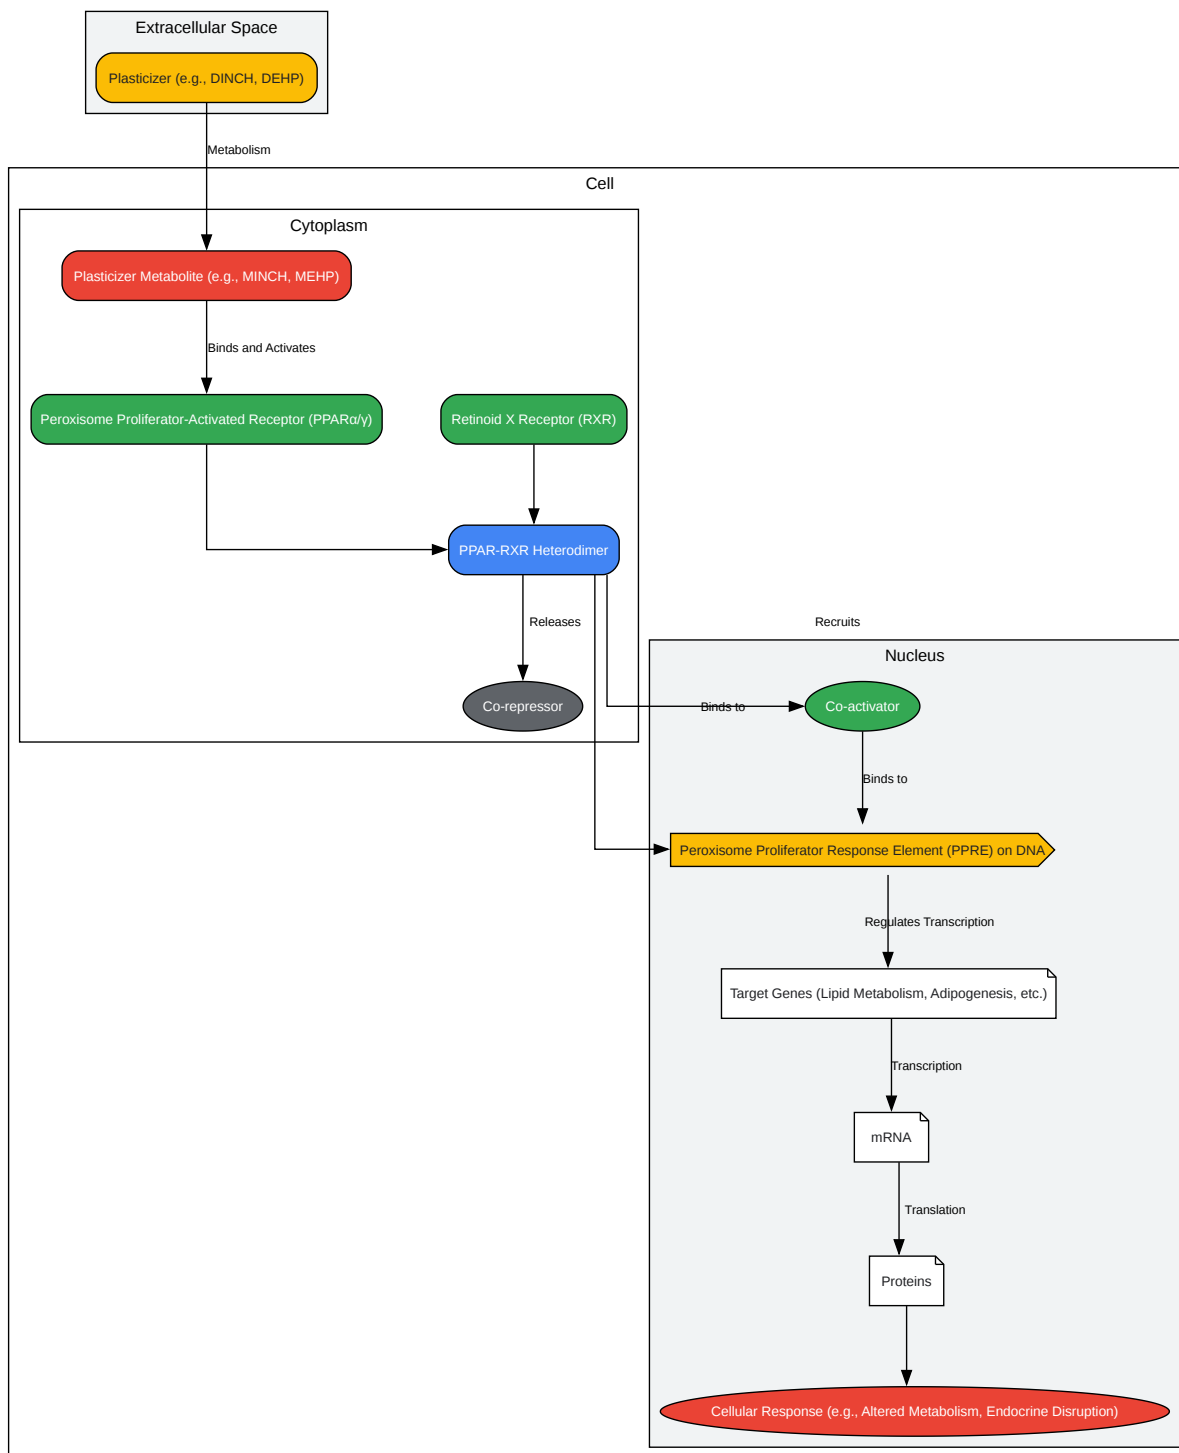 Extracellular Space
Plasticizer (e.g., DINCH, DEHP)
Metabolism
Cell
Cytoplasm
Plasticizer Metabolite (e.g., MINCH, MEHP)
Binds and Activates
Peroxisome Proliferator-Activated Receptor (PPARα/γ)
Retinoid X Receptor (RXR)
PPAR-RXR Heterodimer
Releases
Recruits
Nucleus
Co-repressor
Binds to
Co-activator
Binds to
Peroxisome Proliferator Response Element (PPRE) on DNA
Regulates Transcription
Target Genes (Lipid Metabolism, Adipogenesis, etc.)
Transcription
mRNA
Translation
Proteins
Cellular Response (e.g., Altered Metabolism, Endocrine Disruption)